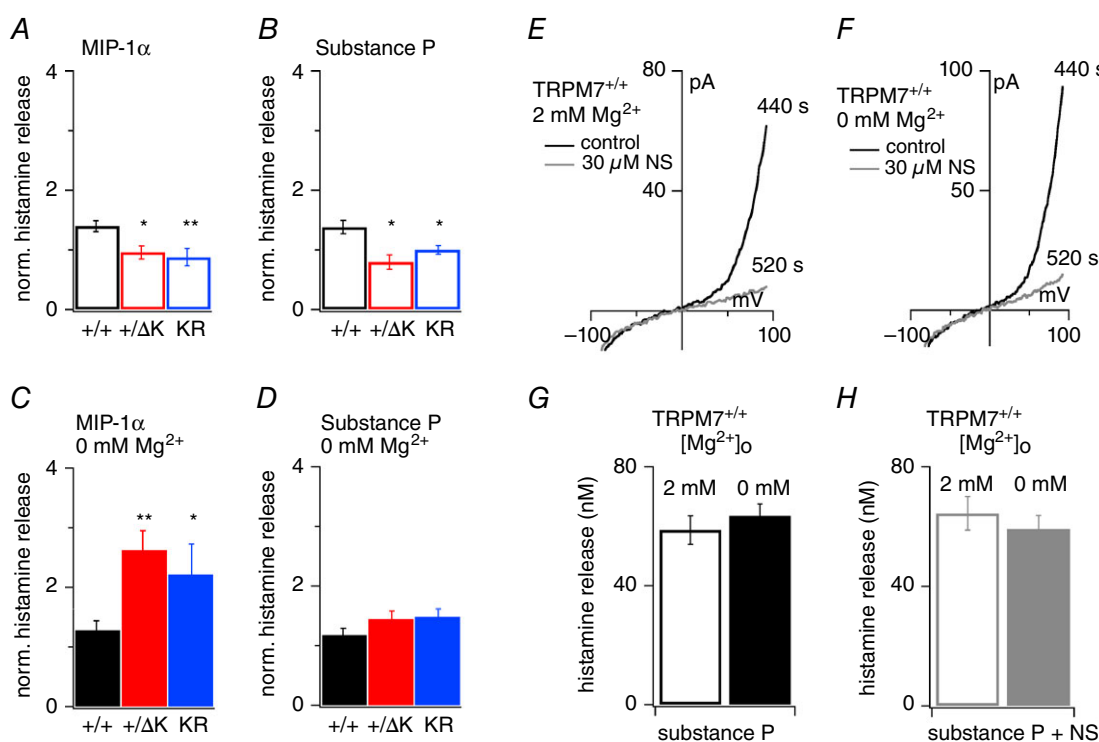 A
MIP-1α
norm. histamine release
4
2
0
*
**
+/+ +/ΔK KR
B
Substance P
norm. histamine release
4
2
0
*
*
+/+ +/ΔK KR
E
TRPM7+/+
2 mM Mg2+
control
30 µM NS
80
pA
40
440 s
520 s
mV
−100
100
F
TRPM7+/+
0 mM Mg2+
control
30 µM NS
100
pA
50
440 s
520 s
mV
−100
100
C
MIP-1α
0 mM Mg2+
norm. histamine release
4
2
0
**
*
+/+ +/ΔK KR
D
Substance P
0 mM Mg2+
norm. histamine release
4
2
0
+/+ +/ΔK KR
G
TRPM7+/+
[Mg2+]o
histamine release (nM)
80
40
0
2 mM 0 mM
substance P
H
TRPM7+/+
[Mg2+]o
histamine release (nM)
80
40
0
2 mM 0 mM
substance P + NS